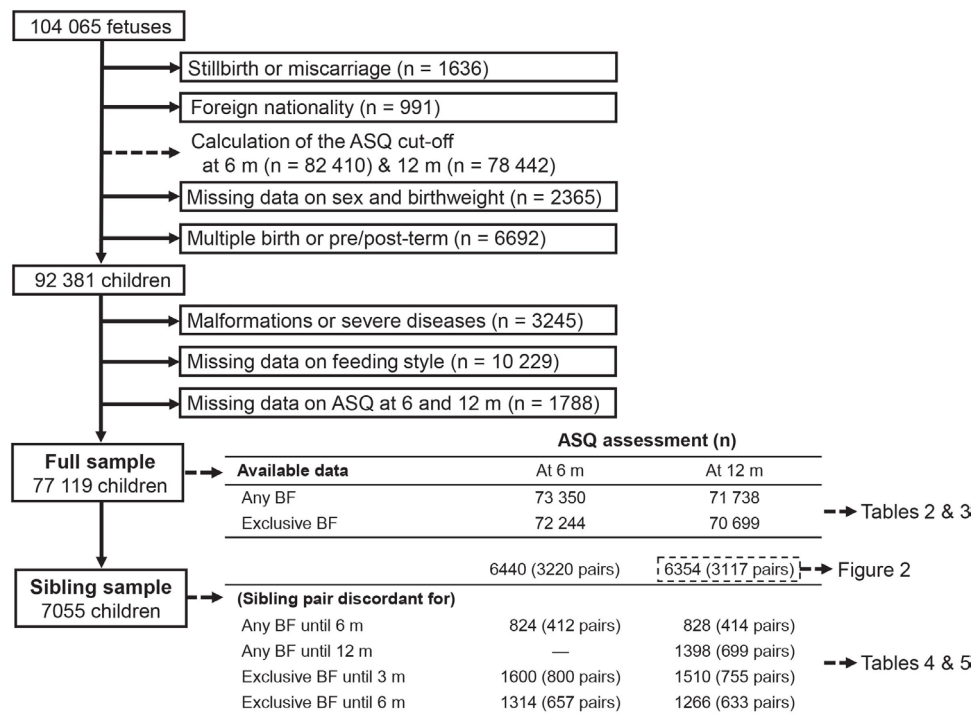 104 065 fetuses
Stillbirth or miscarriage (n = 1636)
Foreign nationality (n = 991)
Calculation of the ASQ cut-off
at 6 m (n = 82 410) & 12 m (n = 78 442)
Missing data on sex and birthweight (n = 2365)
Multiple birth or pre/post-term (n = 6692)
92 381 children
Malformations or severe diseases (n = 3245)
Missing data on feeding style (n = 10 229)
Missing data on ASQ at 6 and 12 m (n = 1788)
Full sample
77 119 children
ASQ assessment (n)
Available data At 6 m At 12 m
Any BF 73 350 71 738
Exclusive BF 72 244 70 699
Tables 2 & 3
6440 (3220 pairs) 6354 (3117 pairs) Figure 2
Sibling sample
7055 children
(Sibling pair discordant for)
Any BF until 6 m 824 (412 pairs) 828 (414 pairs)
Any BF until 12 m — 1398 (699 pairs)
Exclusive BF until 3 m 1600 (800 pairs) 1510 (755 pairs)
Exclusive BF until 6 m 1314 (657 pairs) 1266 (633 pairs)
Tables 4 & 5